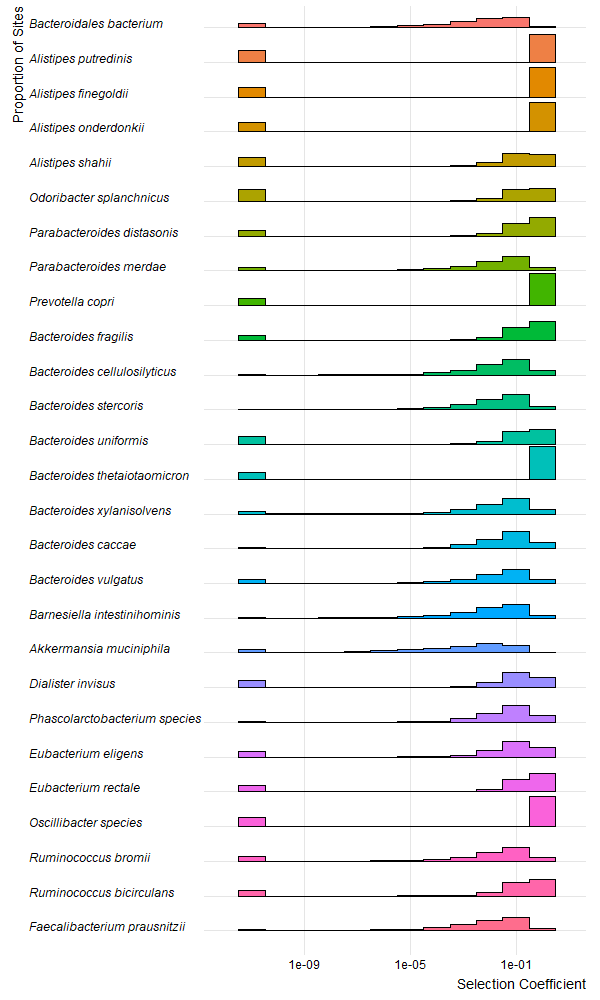 Proportion of Sites
Bacteroidales bacterium
Alistipes putredinis
Alistipes finegoldii
Alistipes onderdonkii
Alistipes shahii
Odoribacter splanchnicus
Parabacteroides distasonis
Parabacteroides merdae
Prevotella copri
Bacteroides fragilis
Bacteroides cellulosilyticus
Bacteroides stercoris
Bacteroides uniformis
Bacteroides thetaiotaomicron
Bacteroides xylanisolvens
Bacteroides caccae
Bacteroides vulgatus
Barnesiella intestinihominis
Akkermansia muciniphila
Dialister invisus
Phascolarctobacterium species
Eubacterium eligens
Eubacterium rectale
Oscillibacter species
Ruminococcus bromii
Ruminococcus bicirculans
Faecalibacterium prausnitzii
1e-09 1e-05 1e-01
Selection Coefficient